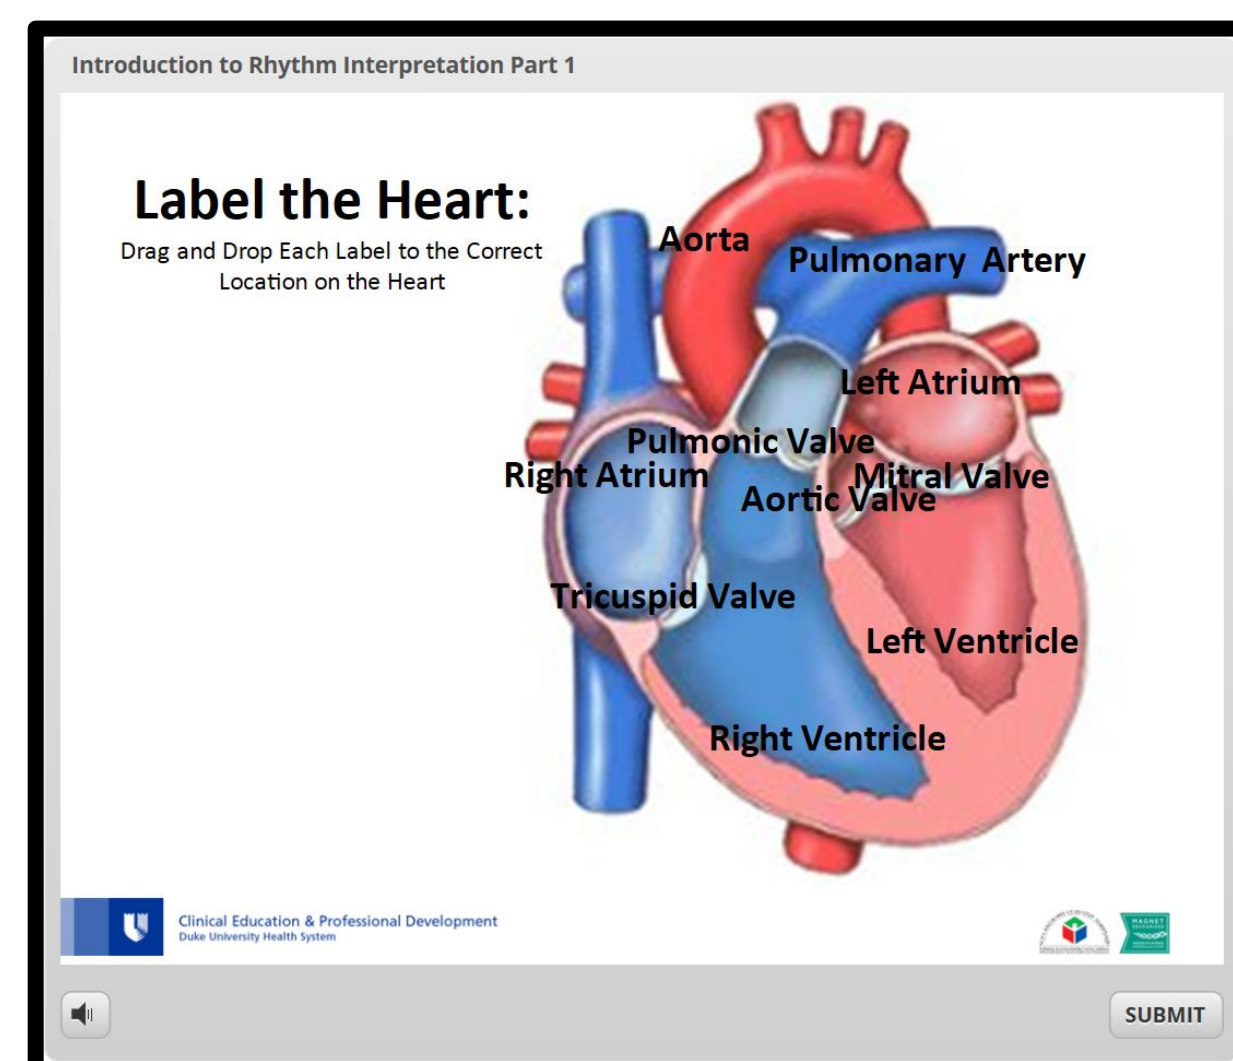 Introduction to Rhythm Interpretation Part 1
Label the Heart:
Drag and Drop Each Label to the Correct
Location on the Heart
Aorta
Pulmonary Artery
Left Atrium
Pulmonic Valve
Right Atrium
Mitral Valve
Aortic Valve
Tricuspid Valve
Left Ventricle
Right Ventricle
Clinical Education & Professional Development
Duke University Health System
MAGNET
RECOGNIZED
SUBMIT